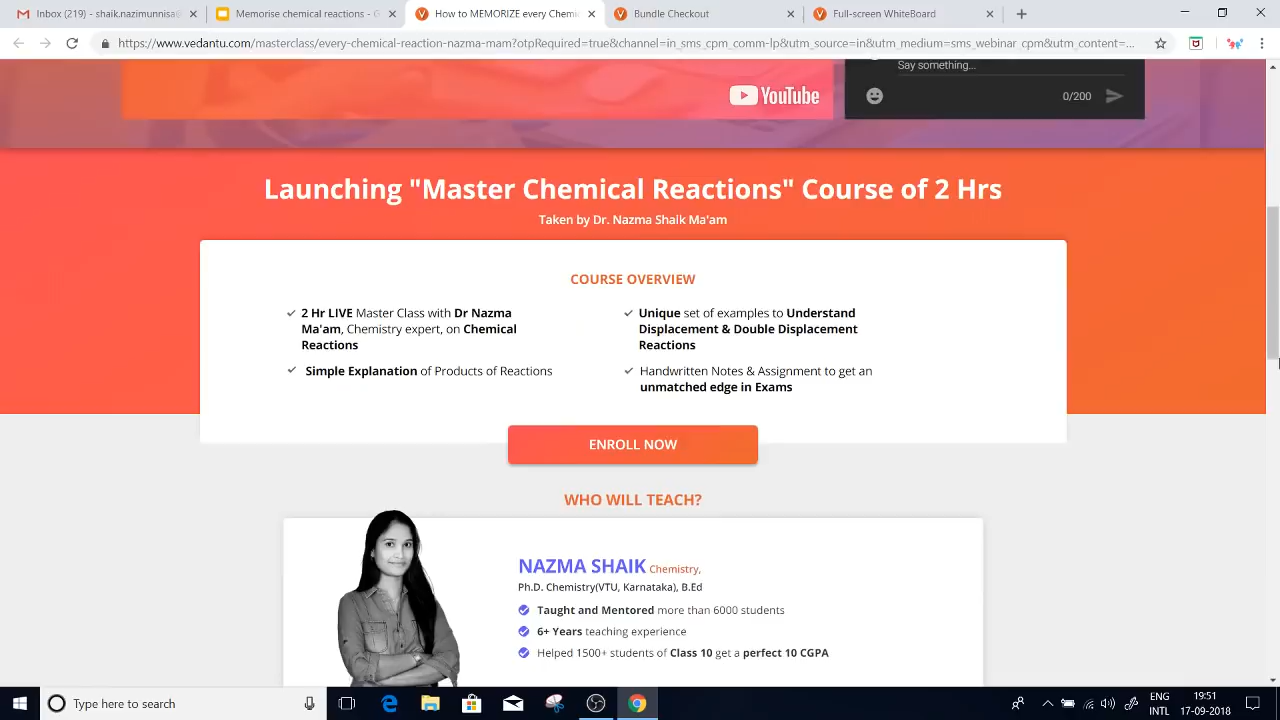 Inbox (219) - shaik.nazimunnisa
Memorise chemical reactions - G
How to MEMORIZE every Chemi
Bundle Checkout
Full-screen WhiteBoard
https://www.vedantu.com/masterclass/every-chemical-reaction-nazma-mam?otpRequired=true&utm_campaign=in_sms_cpm_comm-lp&utm_source=in&utm_medium=sms_webinar_cpm&utm_content=...
Say something...
YouTube
0/200
Launching "Master Chemical Reactions" Course of 2 Hrs
Taken by Dr. Nazma Shaik Ma'am
COURSE OVERVIEW
2 Hr LIVE Master Class with Dr Nazma
Ma'am, Chemistry expert, on Chemical
Reactions
Simple Explanation of Products of Reactions
Unique set of examples to Understand
Displacement & Double Displacement
Reactions
Handwritten Notes & Assignment to get an
unmatched edge in Exams
ENROLL NOW
WHO WILL TEACH?
NAZMA SHAIK Chemistry,
Ph.D. Chemistry(VTU, Karnataka), B.Ed
Taught and Mentored more than 6000 students
6+ Years teaching experience
Helped 1500+ students of Class 10 get a perfect 10 CGPA
Type here to search
ENG
INTL
19:51
17-09-2018